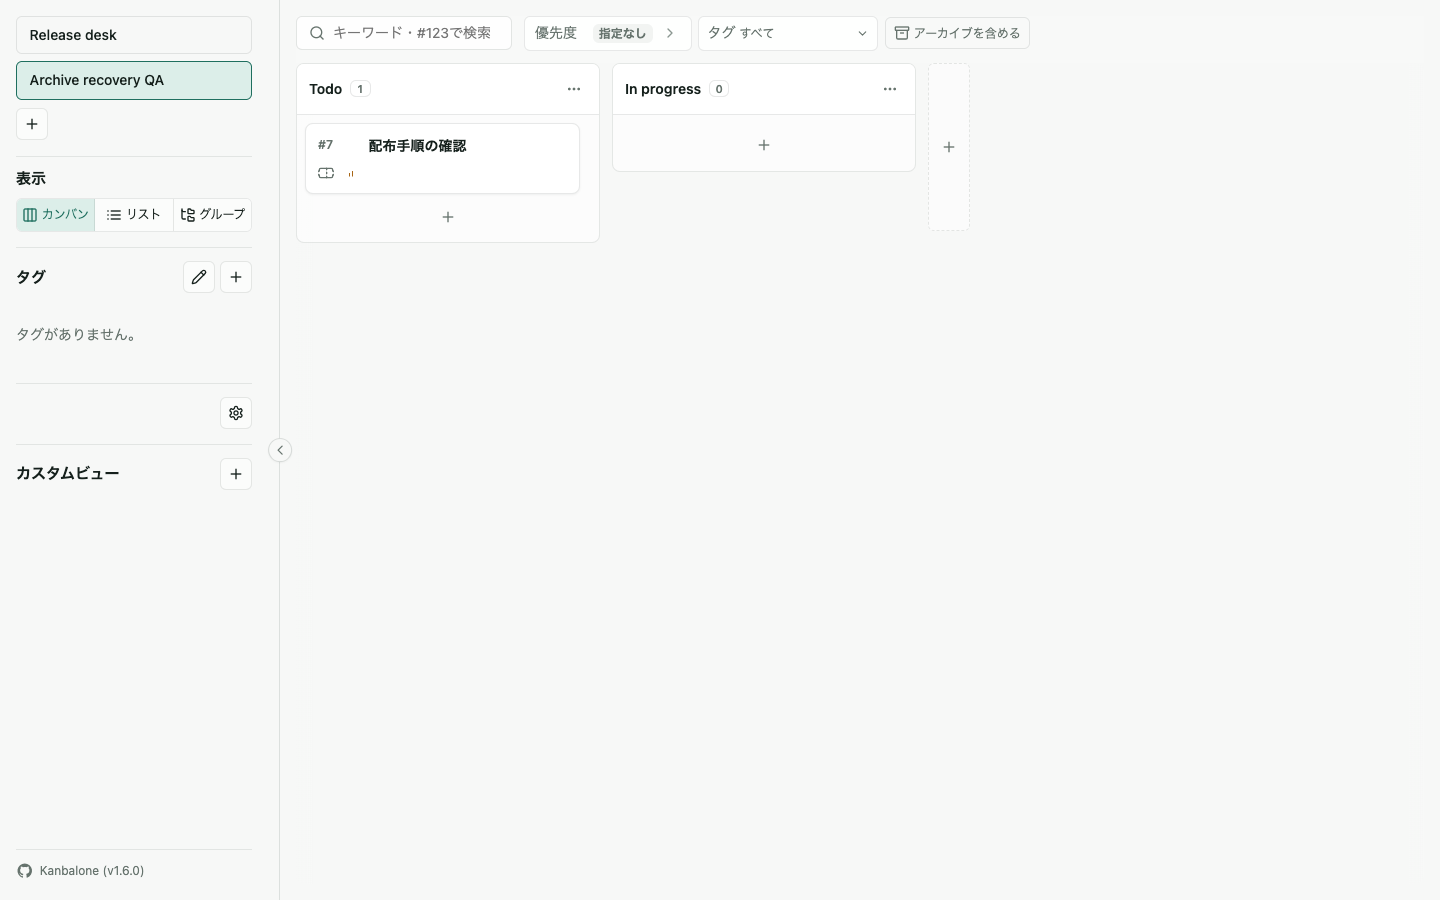 Release desk
Archive recovery QA
表示
カンバン リスト グループ
タグ
タグがありません。
カスタムビュー
Kanbalone (v1.6.0)
キーワード・#123で検索 優先度 指定なし タグ すべて アーカイブを含める
Todo 1
#7 配布手順の確認
In progress 0